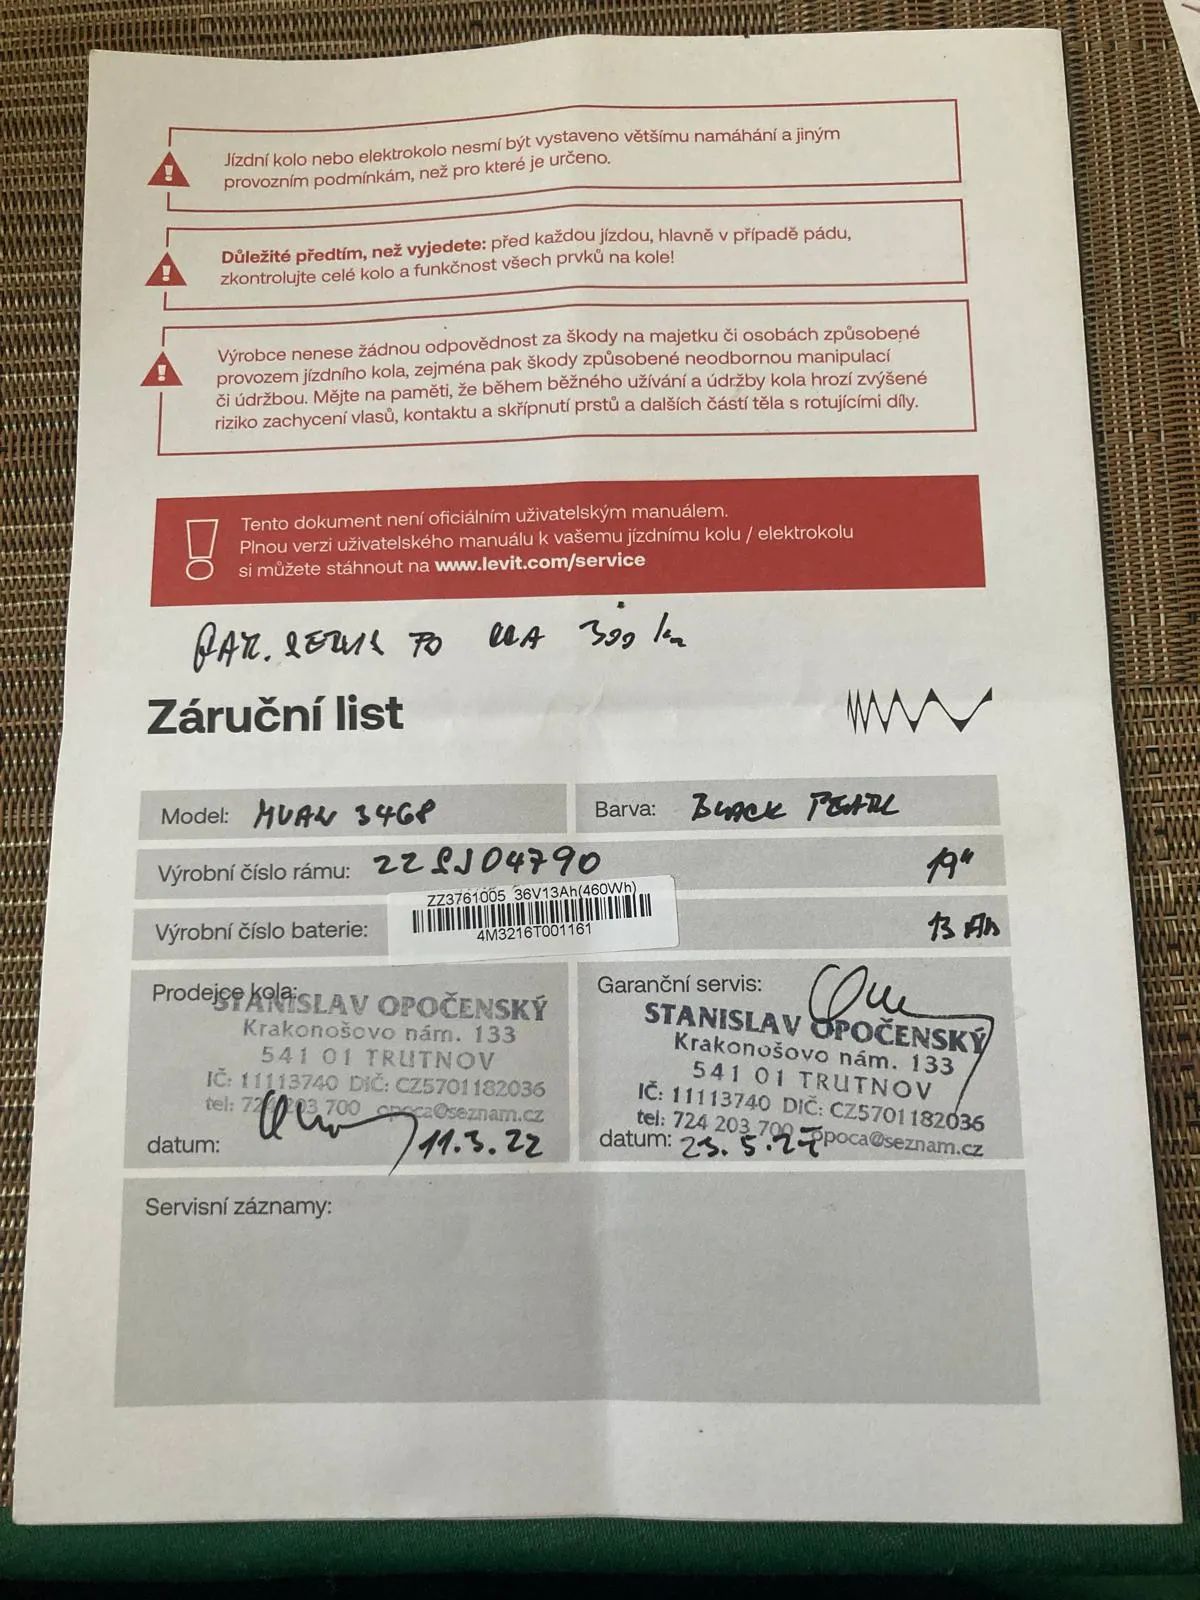 Jízdní kolo nebo elektrokolo nesmí být vystaveno většímu namáhání a jiným
provozním podmínkám, než pro které je určeno.
Důležité předtím, než vyjedete: před každou jízdou, hlavně v případě pádu,
zkontrolujte celé kolo a funkčnost všech prvků na kole!
Výrobce nenese žádnou odpovědnost za škody na majetku či osobách způsobené
provozem jízdního kola, zejména pak škody způsobené neodbornou manipulací
či údržbou. Mějte na paměti, že během běžného užívání a údržby kola hrozí zvýšené
riziko zachycení vlasů, kontaktu a skřípnutí prstů a dalších částí těla s rotujícími díly.
Tento dokument není oficiálním uživatelským manuálem.
Plnou verzi uživatelského manuálu k vašemu jízdnímu kolu / elektrokolu
si můžete stáhnout na www.levit.com/service
GAR. SERVIS PO 300 km
Záruční list
Model: MUAN 3468
Barva: BLACK PEARL
Výrobní číslo rámu: 04790 19"
ZZ3761005 36V13Ah(460Wh)
Výrobní číslo baterie: 13 Ah
4M3216T001161
Prodejce kola:
STANISLAV OPOČENSKÝ
Krakonošovo nám. 133
541 01 TRUTNOV
IČ: 11113740 DIČ: CZ5701182036
tel: 724 203 700 opoca@seznam.cz
datum: 11.3.22
Garanční servis:
STANISLAV OPOČENSKÝ
Krakonošovo nám. 133
541 01 TRUTNOV
IČ: 11113740 DIČ: CZ5701182036
tel: 724 203 700 opoca@seznam.cz
datum:
Servisní záznamy: